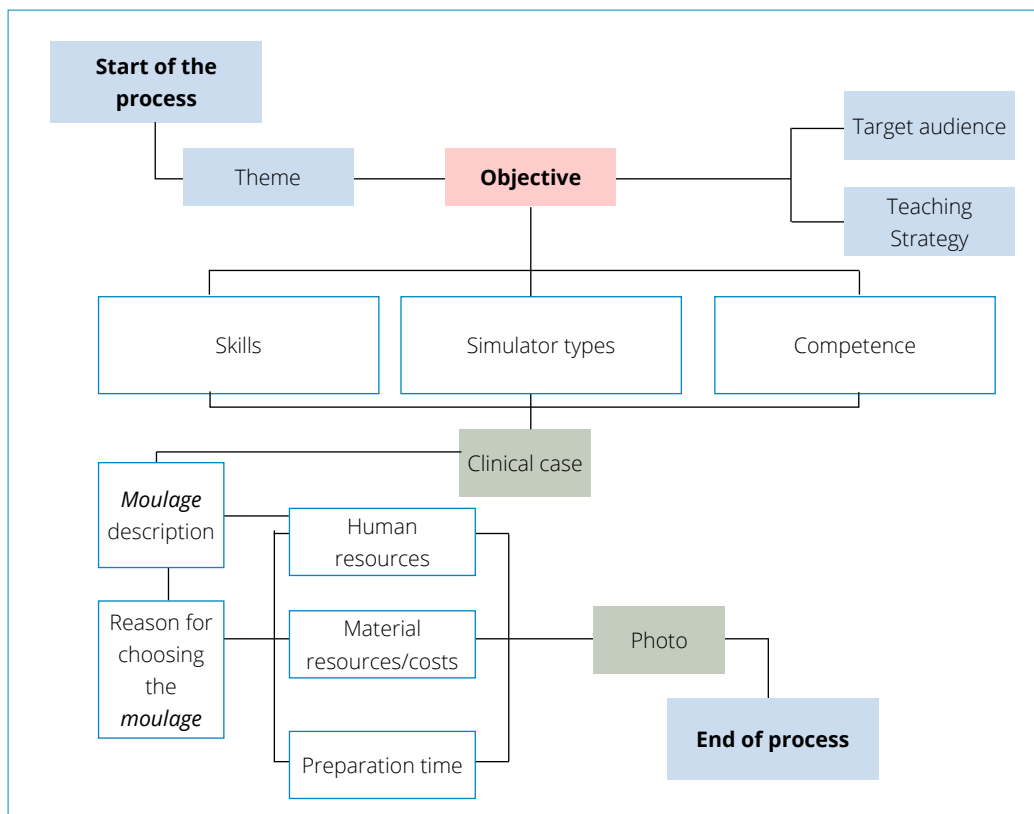 Start of the
process
Target audience
Theme
Objective
Teaching
Strategy
Skills
Simulator types
Competence
Clinical case
Moulage
description
Human
resources
Reason for
choosing
the
moulage
Material
resources/costs
Photo
Preparation time
End of process